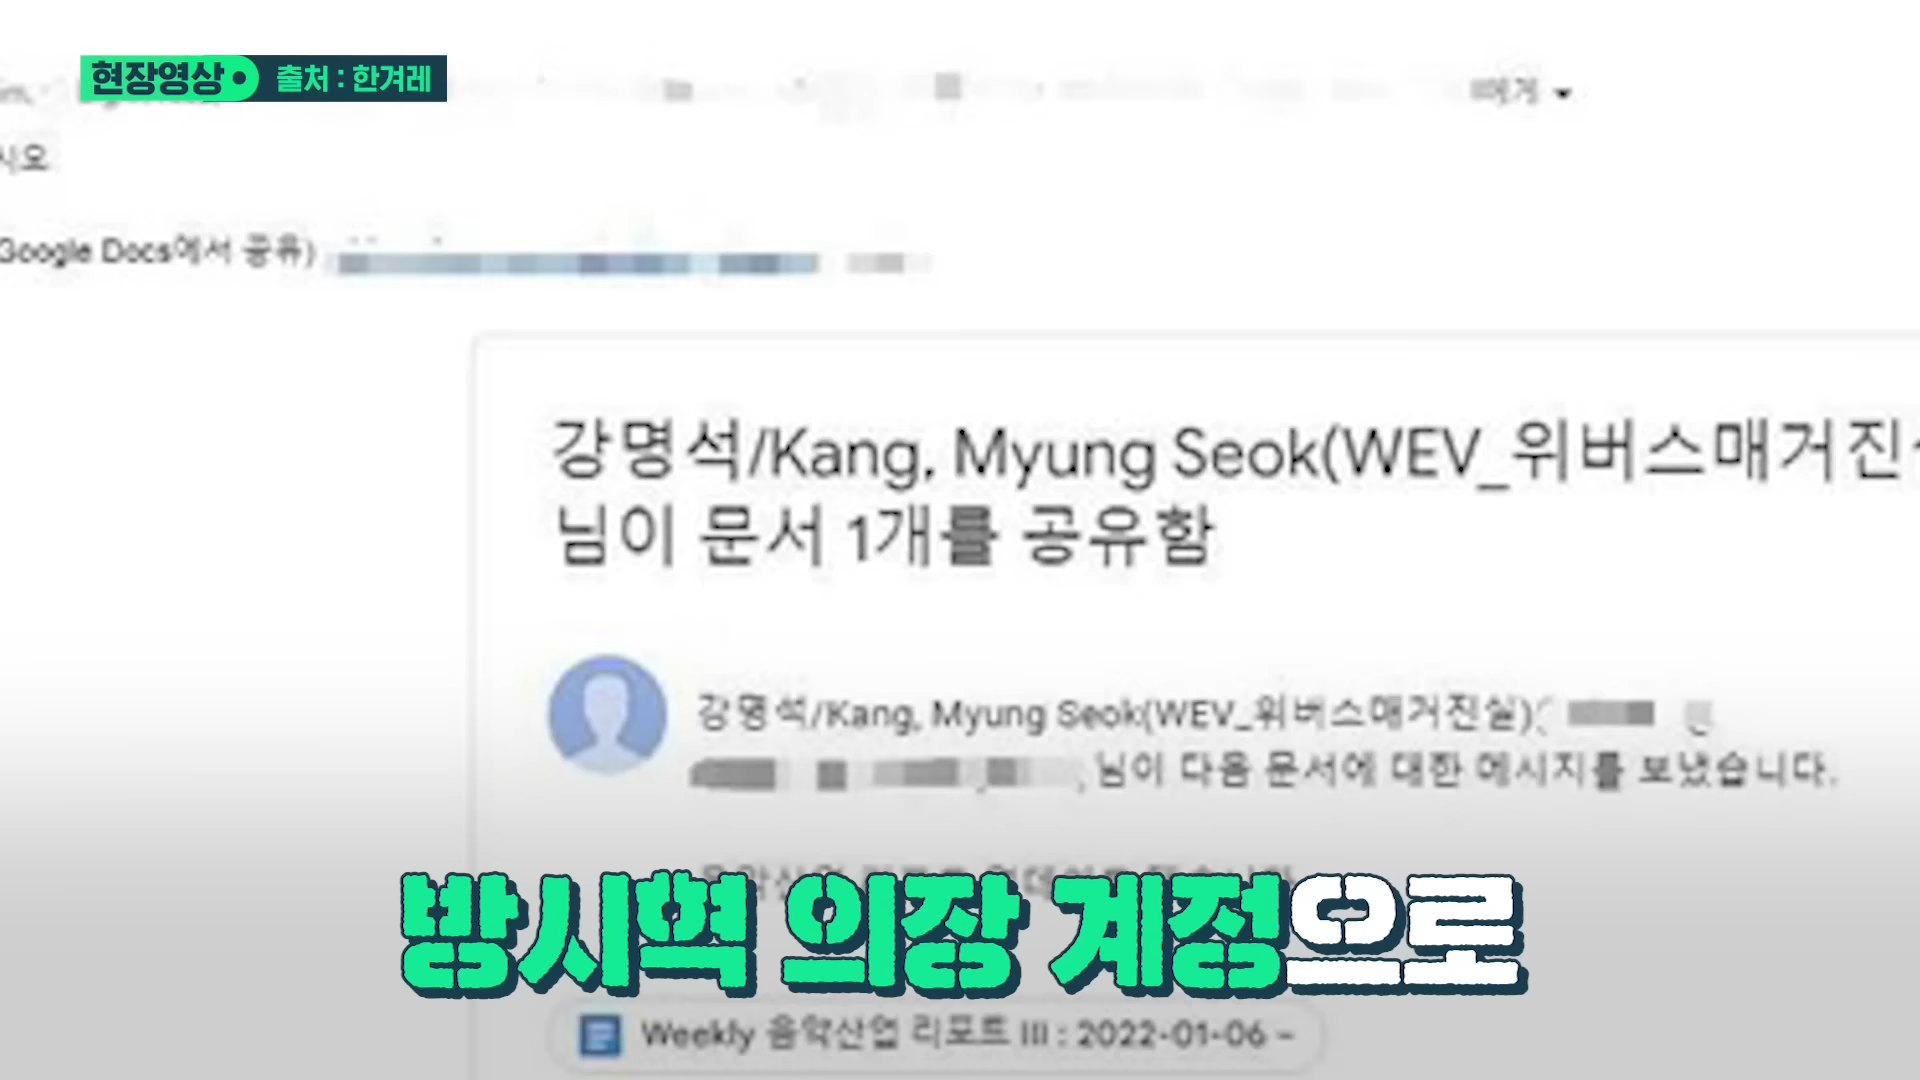 현장영상 출처 : 한겨레
에게
시오
Google Docs에서 공유)
강명석/Kang, Myung Seok(WEV_위버스매거진
님이 문서 1개를 공유함
강명석/Kang, Myung Seok(WEV_위버스매거진실)(
님이 다음 문서에 대한 메시지를 보냈습니다.
방시혁 의장 계정으로
Weekly 음악산업 리포트 III : 2022-01-06 ~